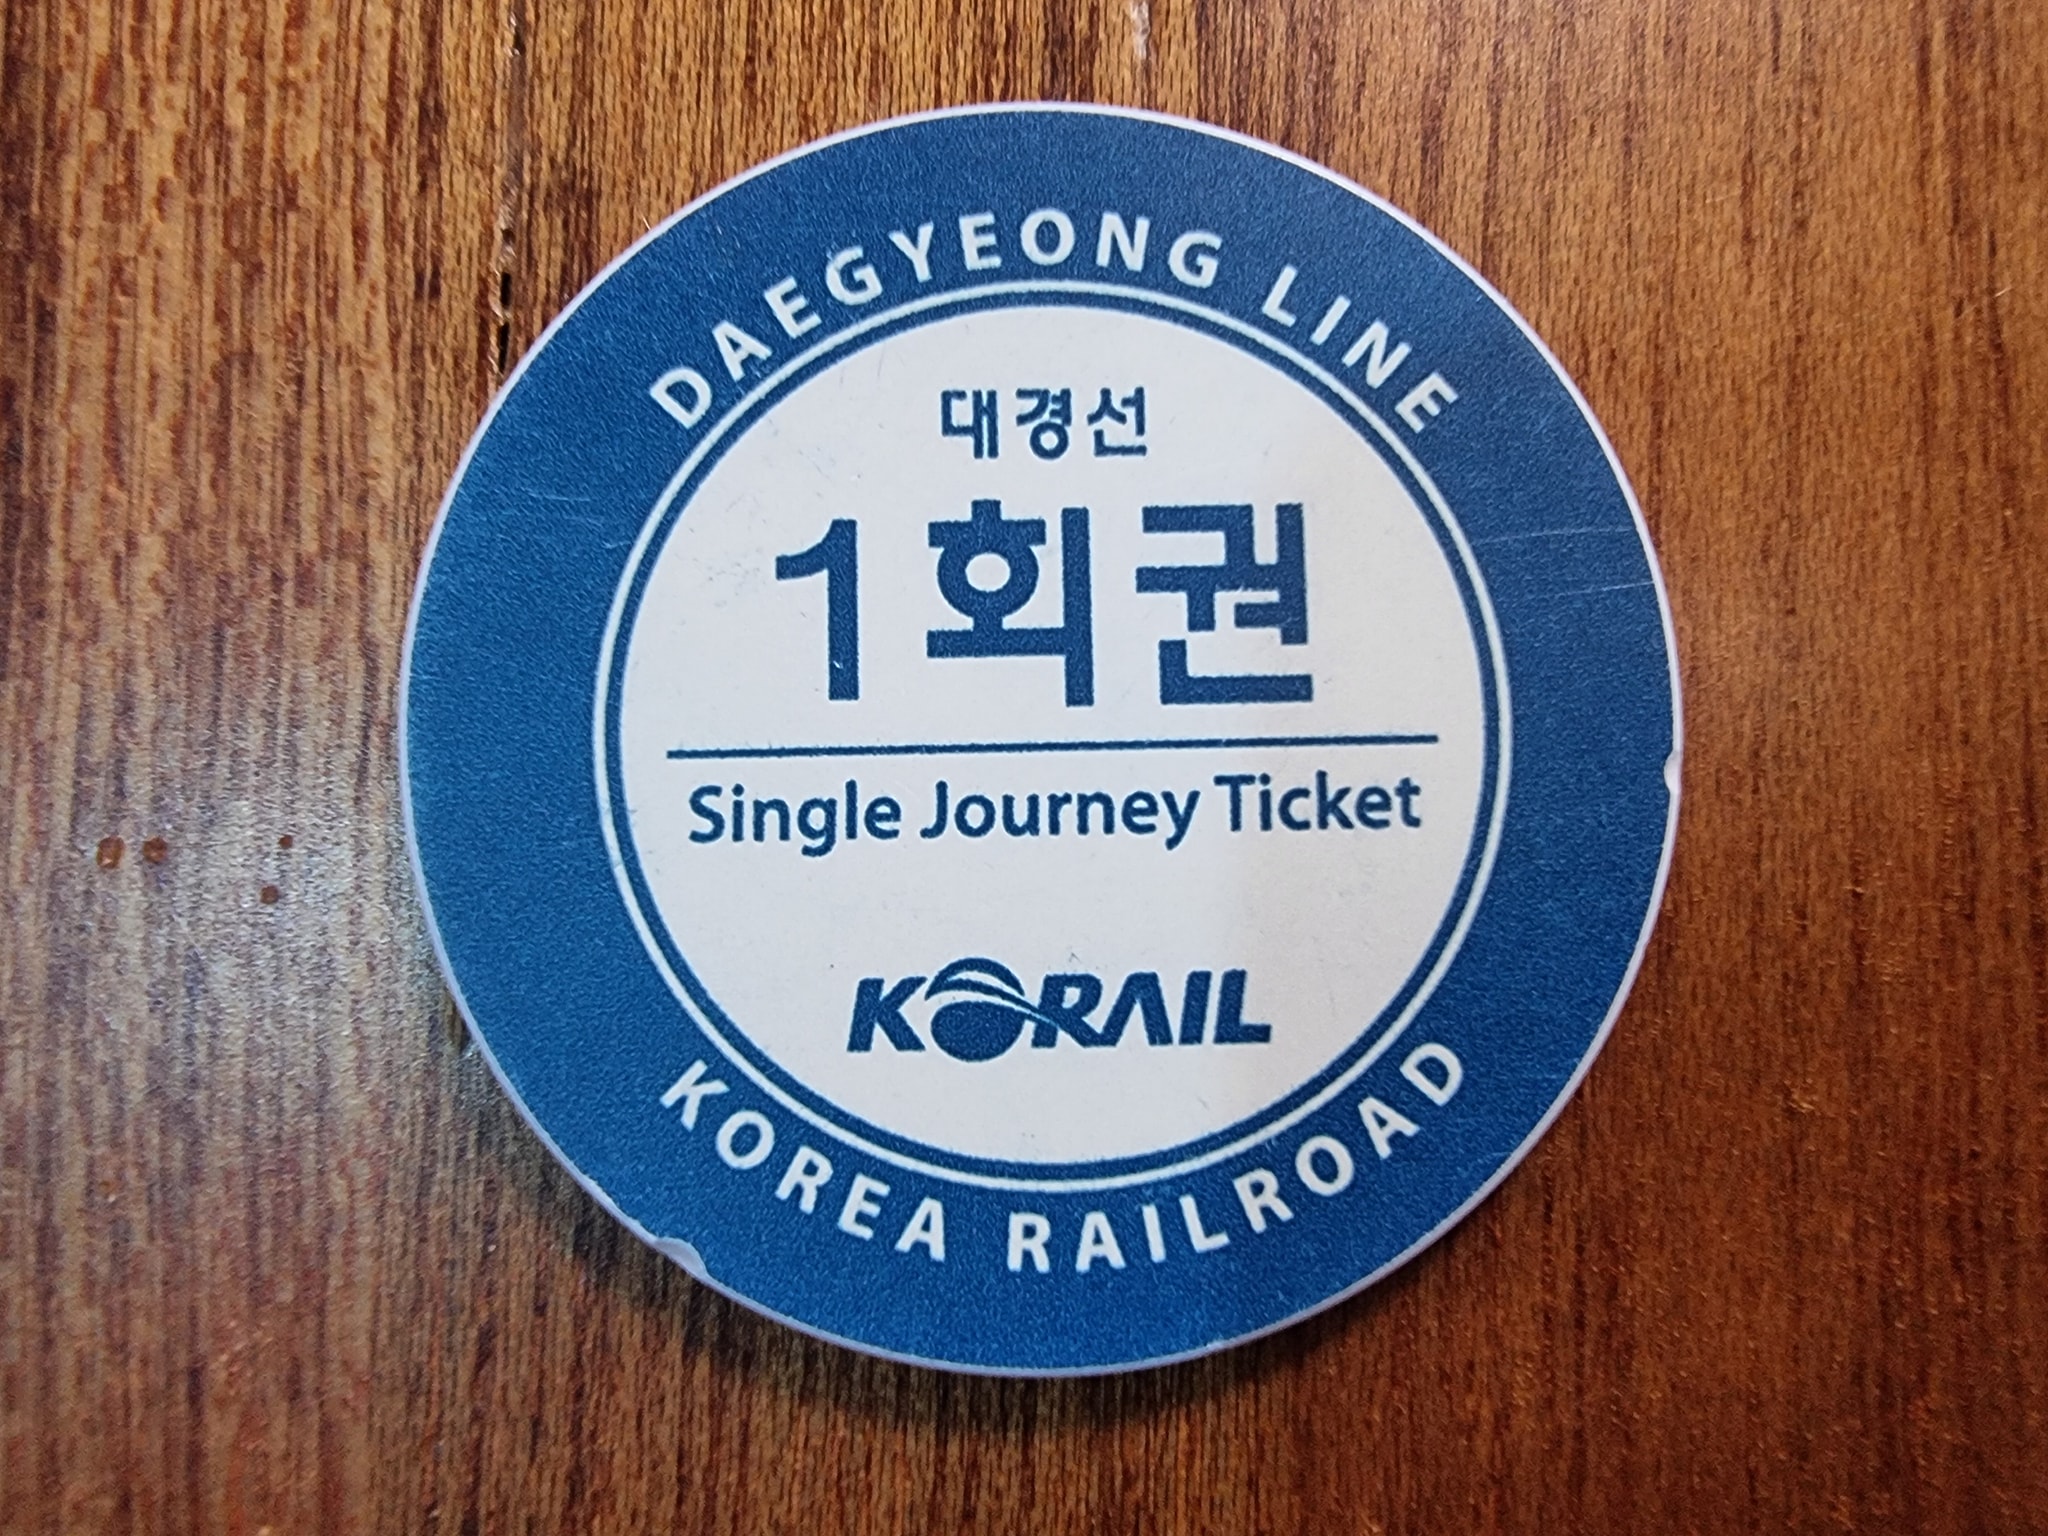 DAEGYEONG LINE
대경선
1회권
Single Journey Ticket
KORAIL
KOREA RAILROAD